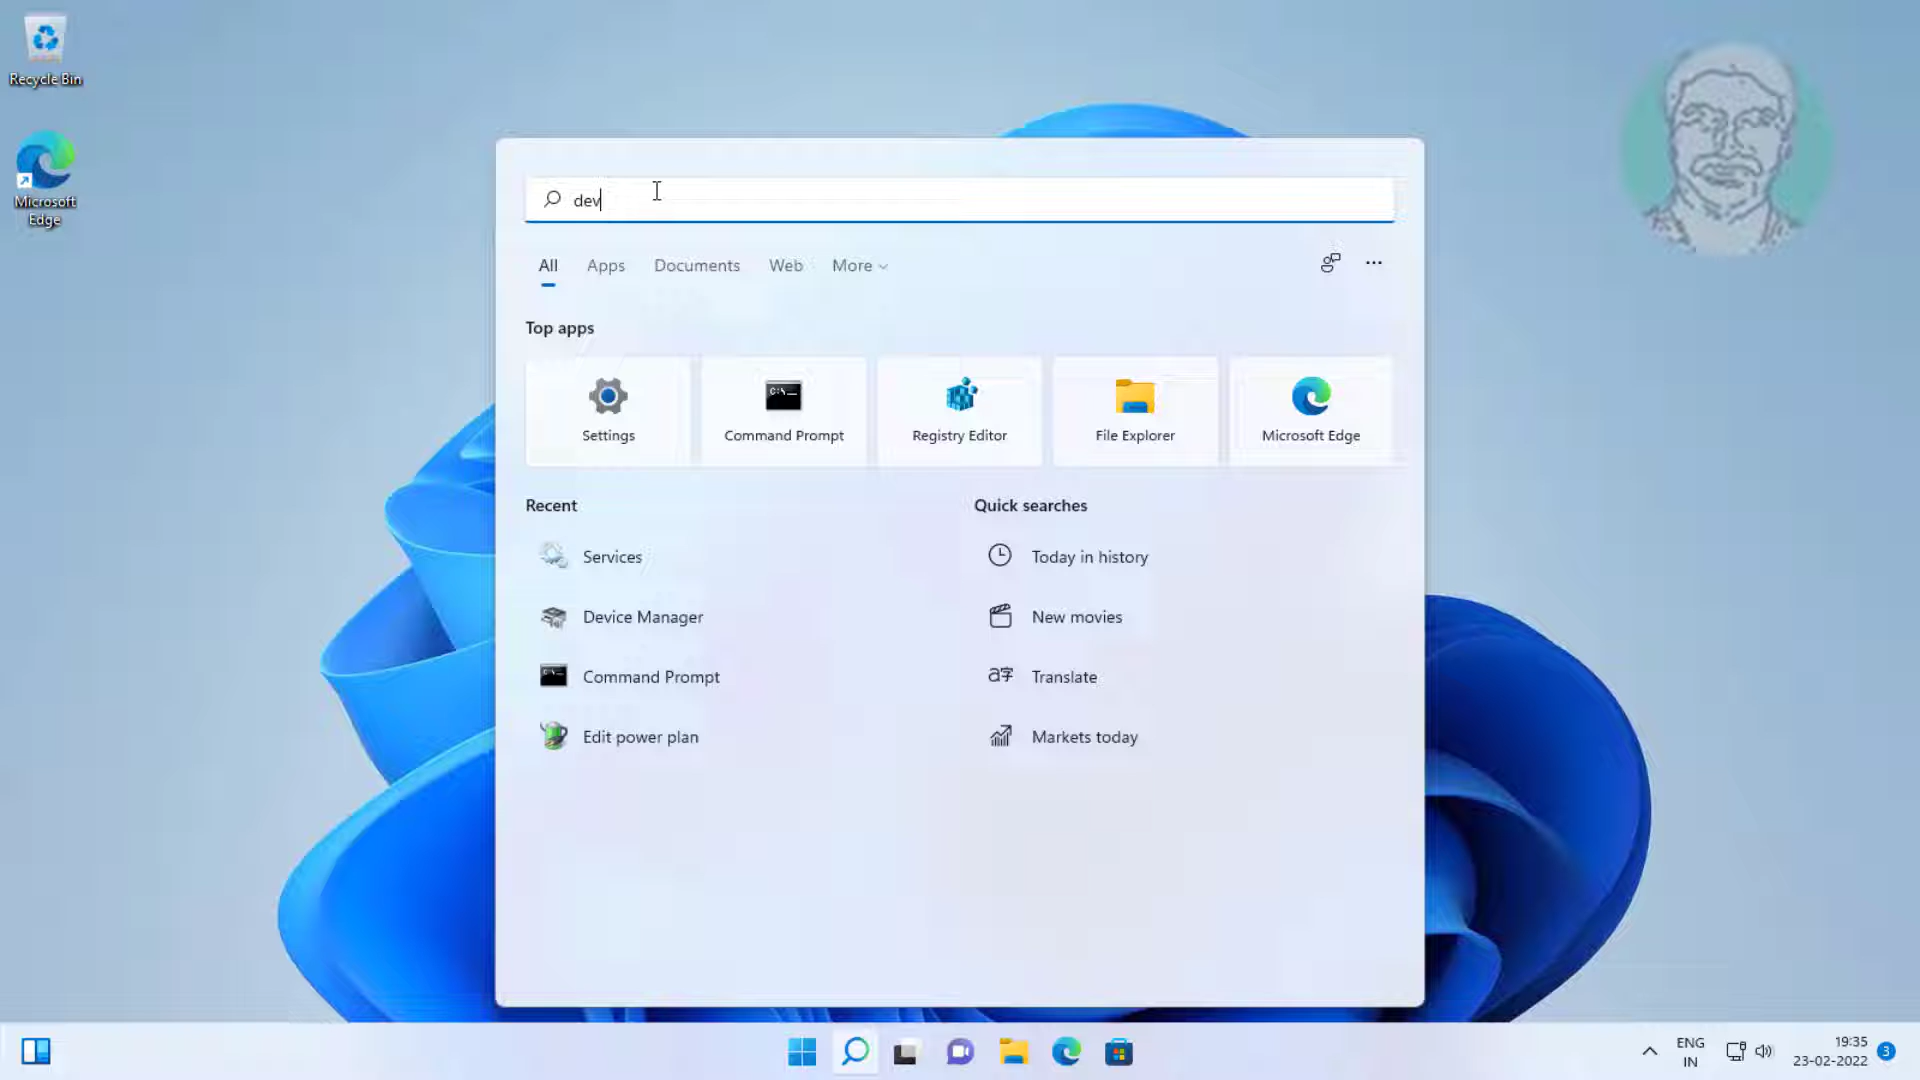 Recycle Bin
Microsoft
Edge
dev
All Apps Documents Web More
Top apps
Settings Command Prompt Registry Editor File Explorer Microsoft Edge
Recent Quick searches
Services Today in history
Device Manager New movies
Command Prompt Translate
Edit power plan Markets today
ENG
IN
19:35
23-02-2022
3